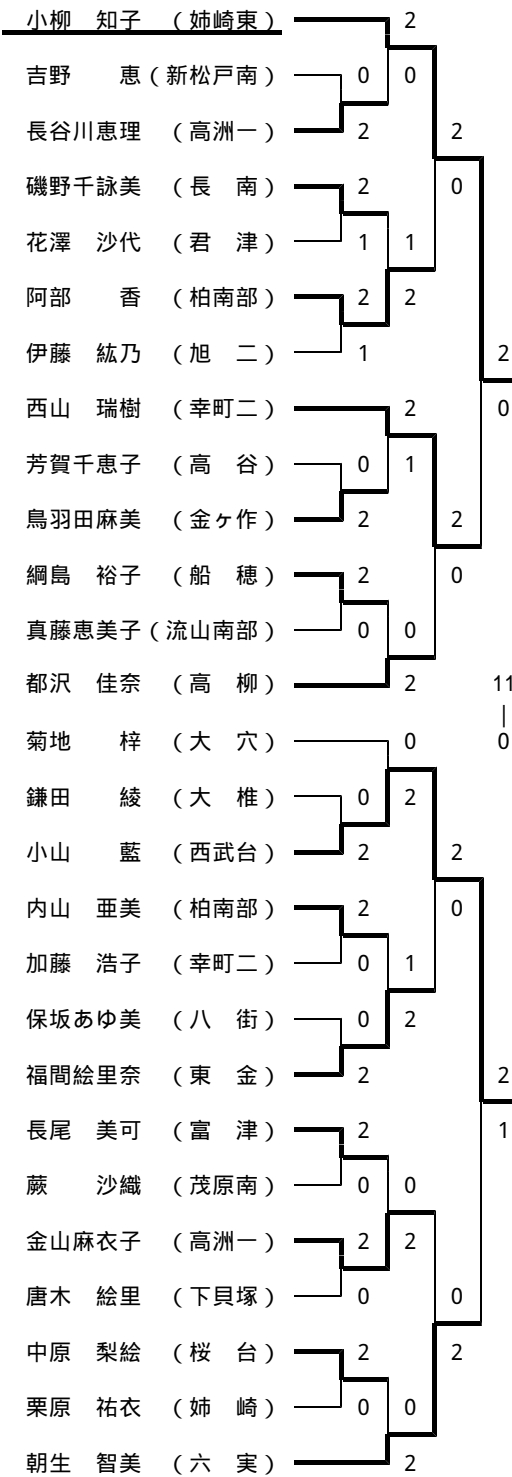 小柳　知子　（姉崎東）　2
吉野　　恵（新松戸南）　0　0
長谷川恵理　（高洲一）　2　2
磯野千詠美　（長　南）　2　0
花澤　沙代　（君　津）　1　1
阿部　　香　（柏南部）　2　2
伊藤　紘乃　（旭　二）　1　2
西山　瑞樹　（幸町二）　2　0
芳賀千恵子　（高　谷）　0　1
鳥羽田麻美　（金ヶ作）　2　2
綱島　裕子　（船　穂）　2　0
真藤恵美子（流山南部）　0　0
都沢　佳奈　（高　柳）　2　11
｜
菊地　　梓　（大　穴）　0　0
鎌田　　綾　（大　椎）　0　2
小山　　藍　（西武台）　2　2
内山　亜美　（柏南部）　2　0
加藤　浩子　（幸町二）　0　1
保坂あゆ美　（八　街）　0　2
福間絵里奈　（東　金）　2　2
長尾　美可　（富　津）　2　1
蕨　　沙織　（茂原南）　0　0
金山麻衣子　（高洲一）　2　2
唐木　絵里　（下貝塚）　0　0
中原　梨絵　（桜　台）　2　2
栗原　祐衣　（姉　崎）　0　0
朝生　智美　（六　実）　2